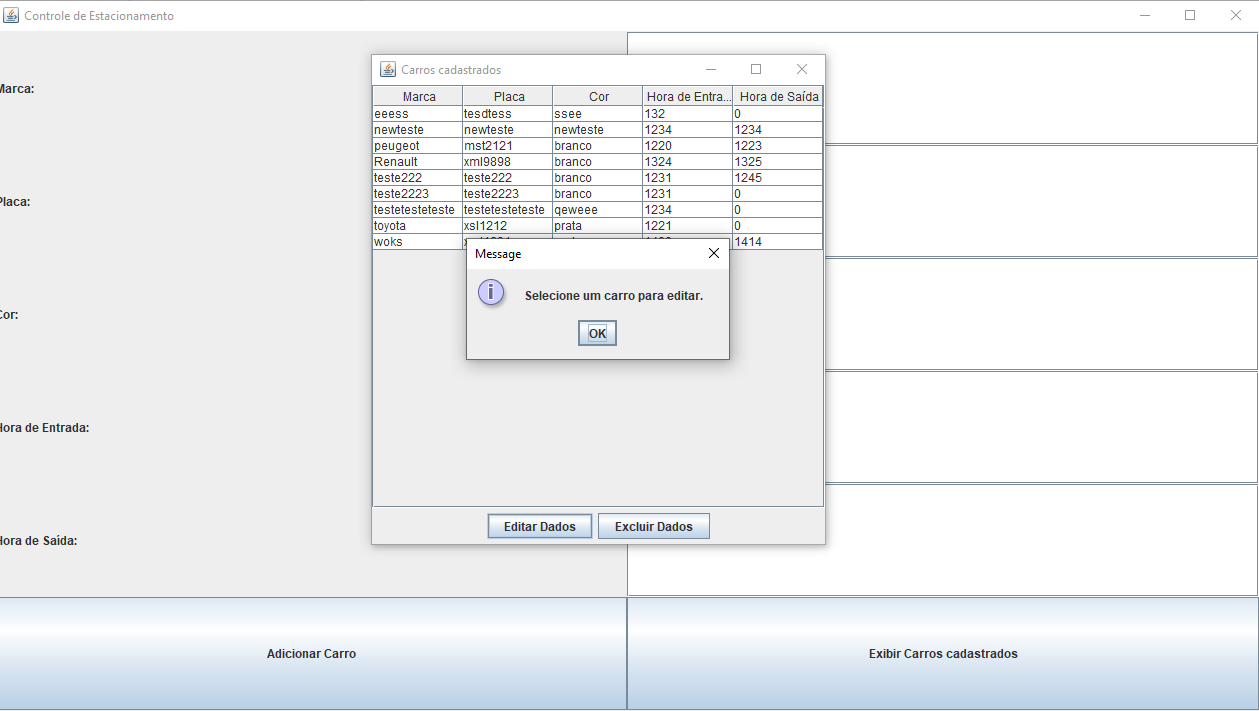 Controle de Estacionamento
Marca:
Placa:
Cor:
Hora de Entrada:
Hora de Saída:
Adicionar Carro
Exibir Carros cadastrados
Carros cadastrados
Marca Placa Cor Hora de Entra... Hora de Saída
eeess tesdtess ssee 132 0
newteste newteste newteste 1234 1234
peugeot mst2121 branco 1220 1223
Renault xml9898 branco 1324 1325
teste222 teste222 branco 1231 1245
teste2223 teste2223 branco 1231 0
testetesteteste testetesteteste qeweee 1234 0
toyota xsl1212 prata 1221 0
woks 1414
Message
Selecione um carro para editar.
OK
Editar Dados Excluir Dados